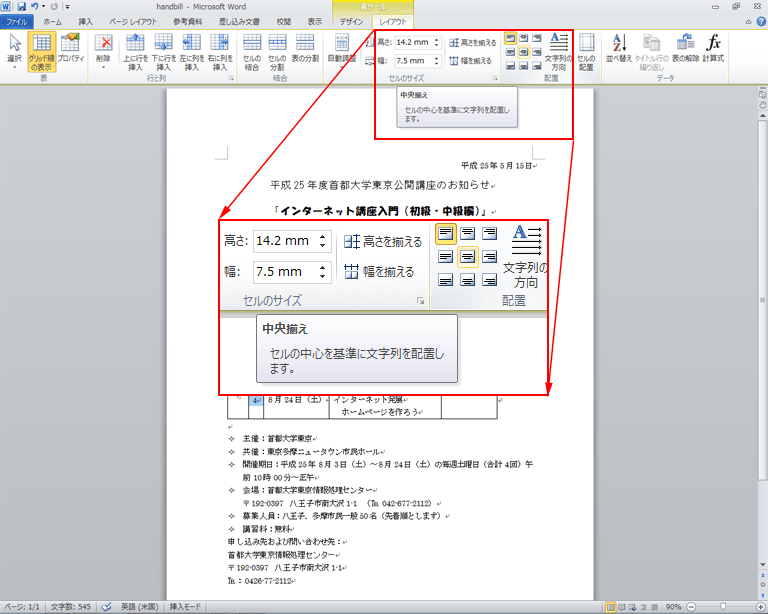 handbill - Microsoft Word
表ツール
ファイル ホーム 挿入 ページ レイアウト 参考資料 差し込み文書 校閲 表示 デザイン レイアウト
選択 グリッド線の表示 プロパティ 削除 上に行を挿入 下に行を挿入 左に列を挿入 右に列を挿入 セルの結合 セルの分割 表の分割 自動調整
高さ: 14.2 mm 高さを揃える
幅: 7.5 mm 幅を揃える
文字列の方向 セルの配置 並べ替え タイトル行の繰り返し 表の解除 計算式
表 行と列 結合 セルのサイズ 配置 データ
中央揃え
セルの中心を基準に文字列を配置します。
平成 25年 5月 15日
平成 25 年度首都大学東京公開講座のお知らせ
「インターネット講座入門（初級・中級編）」
高さ: 14.2 mm 高さを揃える
幅: 7.5 mm 幅を揃える
文字列の
方向
セルのサイズ 配置
中央揃え
セルの中心を基準に文字列を配置し
ます。
4 8月 24日（土） インターネット発展
ホームページを作ろう
主催：首都大学東京
共催：東京多摩ニュータウン市民ホール
開催期日：平成 25年 8月 3日（土）～8月 24日（土）の毎週土曜日（合計 4回）午
前 10時 00分～正午
会場：首都大学東京情報処理センター
〒192-0397 八王子市南大沢 1-1 （℡ 042-677-2112）
募集人員：八王子、多摩市民一般 50名（先着順とします）
講習料：無料
申し込み先および問い合わせ先：
首都大学東京情報処理センター
〒192-0397 八王子市南大沢 1-1
℡： 0426-77-2112
ページ: 1/1 文字数: 545 英語 (米国) 挿入モード 90%